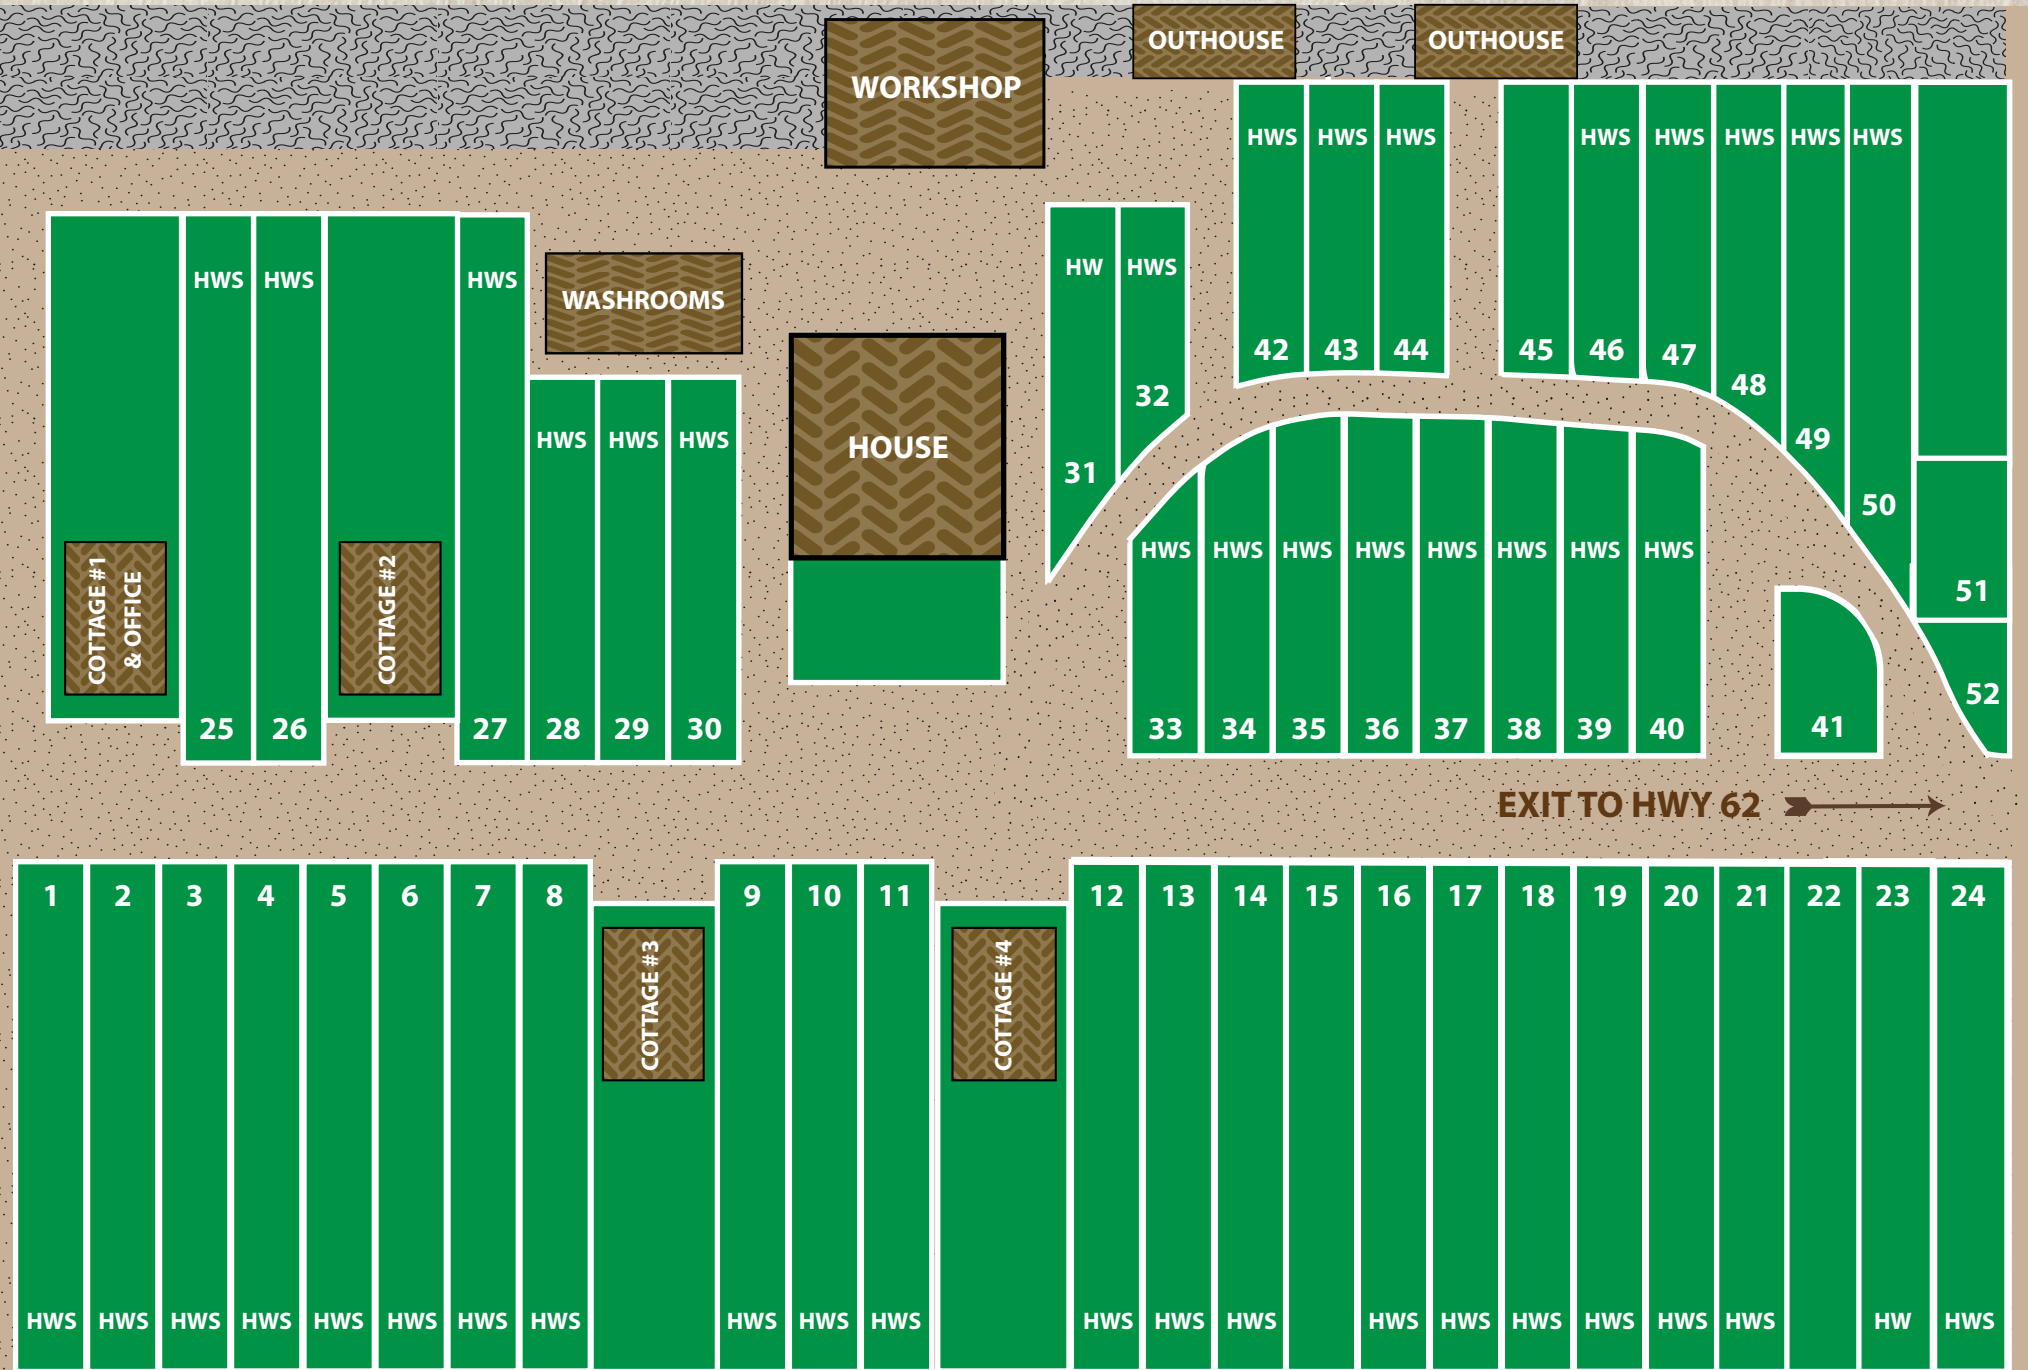 WORKSHOP
OUTHOUSE
OUTHOUSE
HWS HWS HWS
HWS HWS HWS HWS HWS
42 43 44
45 46 47
48
49
50
51
52
HW HWS
32
31
HWS HWS HWS
WASHROOMS
HWS HWS HWS
HOUSE
COTTAGE #1
& OFFICE
COTTAGE #2
25 26 27 28 29 30
HWS HWS HWS HWS HWS HWS HWS HWS
33 34 35 36 37 38 39 40
41
EXIT TO HWY 62
1 2 3 4 5 6 7 8 9 10 11 12 13 14 15 16 17 18 19 20 21 22 23 24
COTTAGE #3
COTTAGE #4
HWS HWS HWS HWS HWS HWS HWS HWS HWS HWS HWS HWS HWS HWS HWS HWS HWS HWS HWS HWS HW HWS